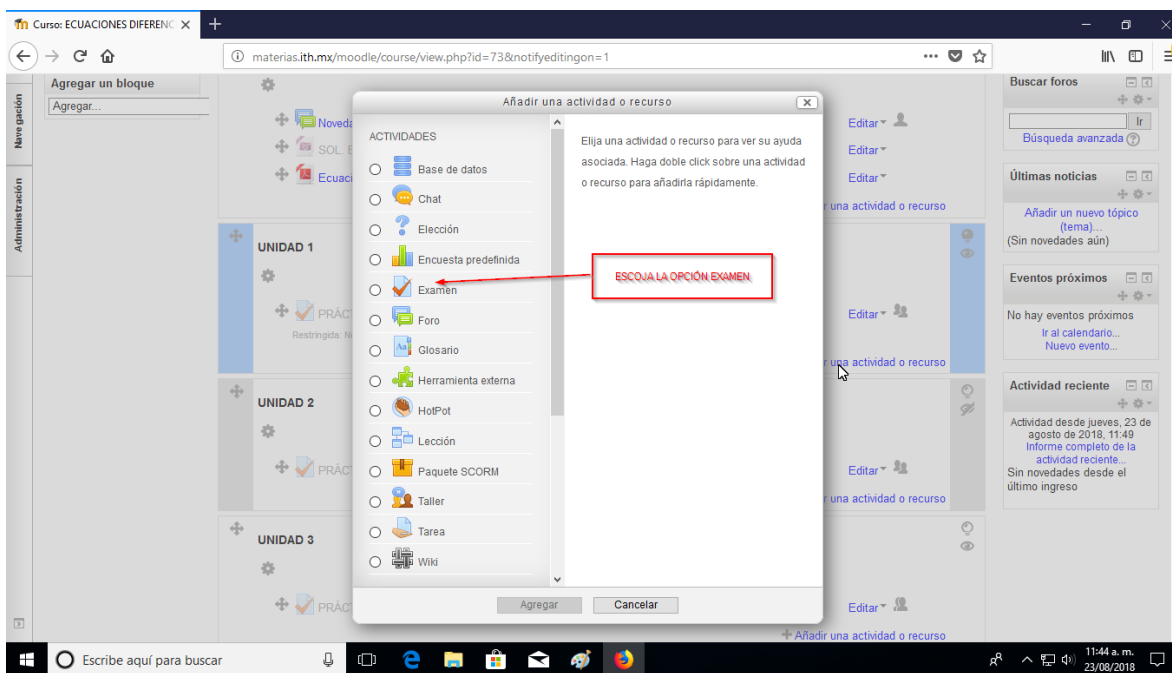 Curso: ECUACIONES DIFERENC
materias.ith.mx/moodle/course/view.php?id=73&notifyeditingon=1
Navegación
Administración
Agregar un bloque
Agregar...
Noveda
SOL. E
Ecuaci
Editar
Editar
Editar
r una actividad o recurso
UNIDAD 1
PRÁCT
Restringida: No
Editar
r una actividad o recurso
UNIDAD 2
PRÁCT
Editar
r una actividad o recurso
UNIDAD 3
PRÁCT
Editar
Añadir una actividad o recurso
Añadir una actividad o recurso
ACTIVIDADES
Base de datos
Chat
Elección
Encuesta predefinida
Examen
Foro
Glosario
Herramienta externa
HotPot
Lección
Paquete SCORM
Taller
Tarea
Wiki
Elija una actividad o recurso para ver su ayuda
asociada. Haga doble click sobre una actividad
o recurso para añadirla rápidamente.
ESCOJA LA OPCIÓN EXAMEN
Agregar
Cancelar
Buscar foros
Ir
Búsqueda avanzada
Últimas noticias
Añadir un nuevo tópico
(tema)...
(Sin novedades aún)
Eventos próximos
No hay eventos próximos
Ir al calendario...
Nuevo evento...
Actividad reciente
Actividad desde jueves, 23 de
agosto de 2018, 11:49
Informe completo de la
actividad reciente...
Sin novedades desde el
último ingreso
Escribe aquí para buscar
11:44 a. m.
23/08/2018